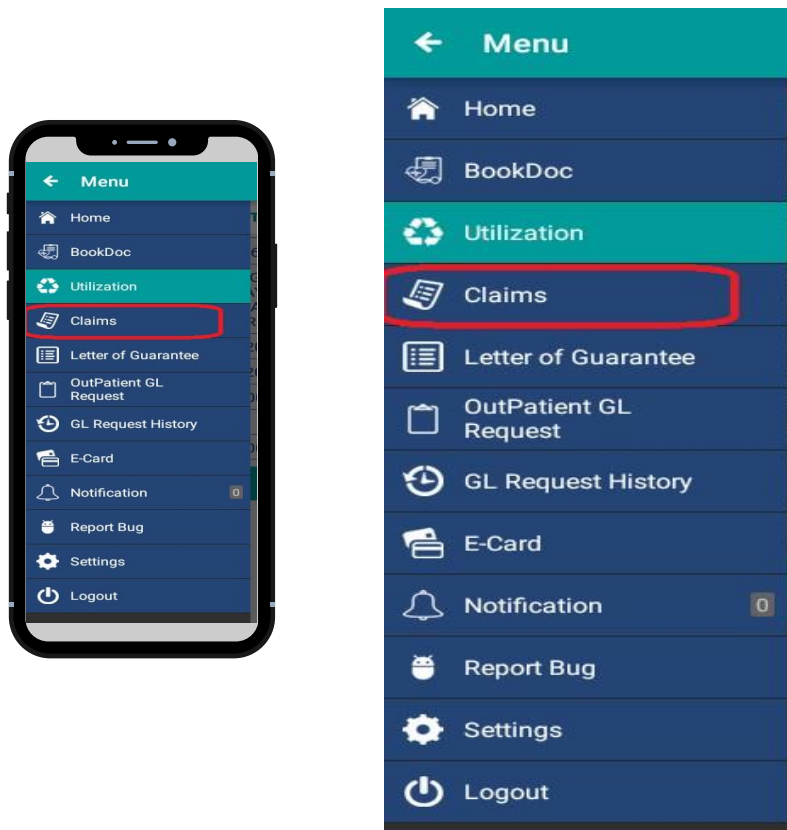 Menu
Home
BookDoc
Utilization
Claims
Letter of Guarantee
OutPatient GL
Request
GL Request History
E-Card
Notification 0
Report Bug
Settings
Logout
Menu
Home
BookDoc
Utilization
Claims
Letter of Guarantee
OutPatient GL
Request
GL Request History
E-Card
Notification 0
Report Bug
Settings
Logout